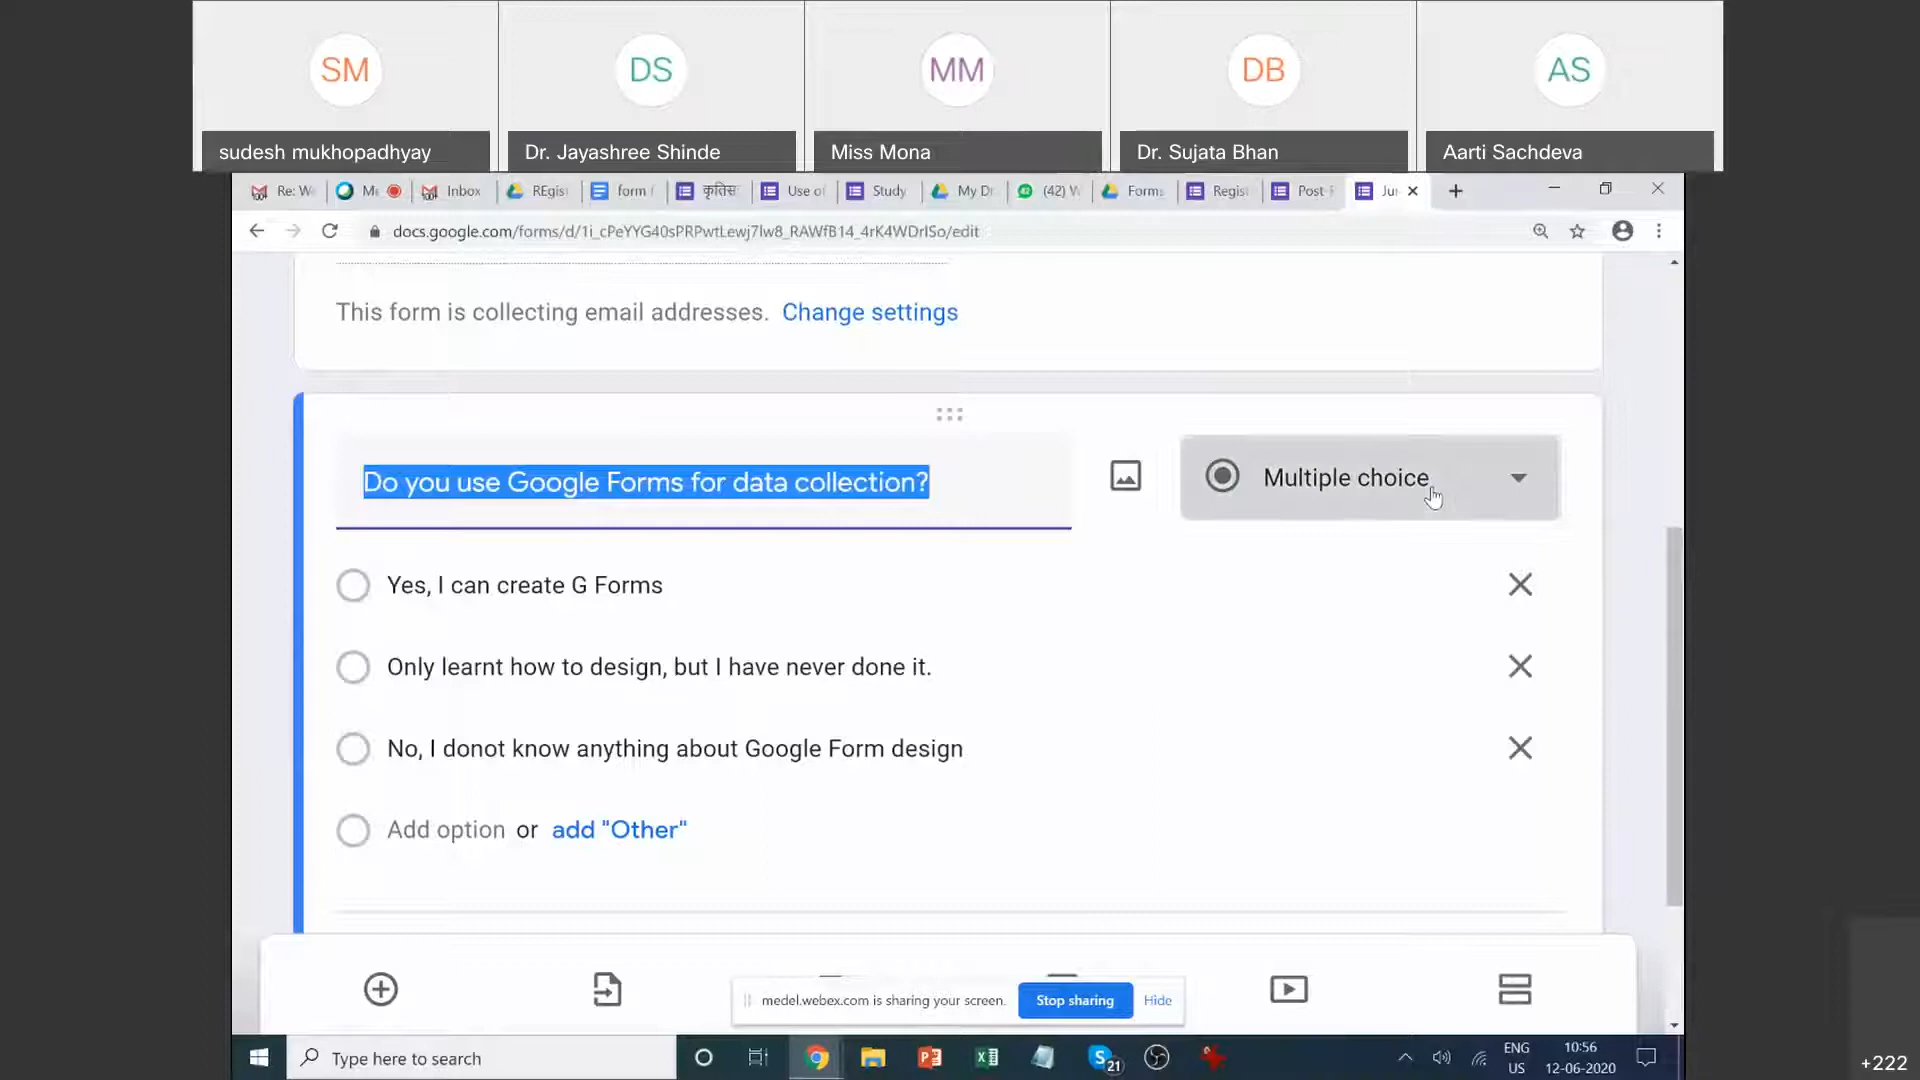 SM
DS
MM
DB
AS
sudesh mukhopadhyay
Dr. Jayashree Shinde
Miss Mona
Dr. Sujata Bhan
Aarti Sachdeva
Re: W
Me
Inbox
REgis
form
कृतिस
Use o
Study
My Dr
(42) W
Forms
Regis
Post-
Ju
docs.google.com/forms/d/1i_cPeYYG40sPRPwtLewj7lw8_RAWfB14_4rK4WDrISo/edit
This form is collecting email addresses. Change settings
Do you use Google Forms for data collection?
Multiple choice
Yes, I can create G Forms
Only learnt how to design, but I have never done it.
No, I donot know anything about Google Form design
Add option or add "Other"
medel.webex.com is sharing your screen. Stop sharing Hide
Type here to search
21
ENG
US
10:56
12-06-2020
+222